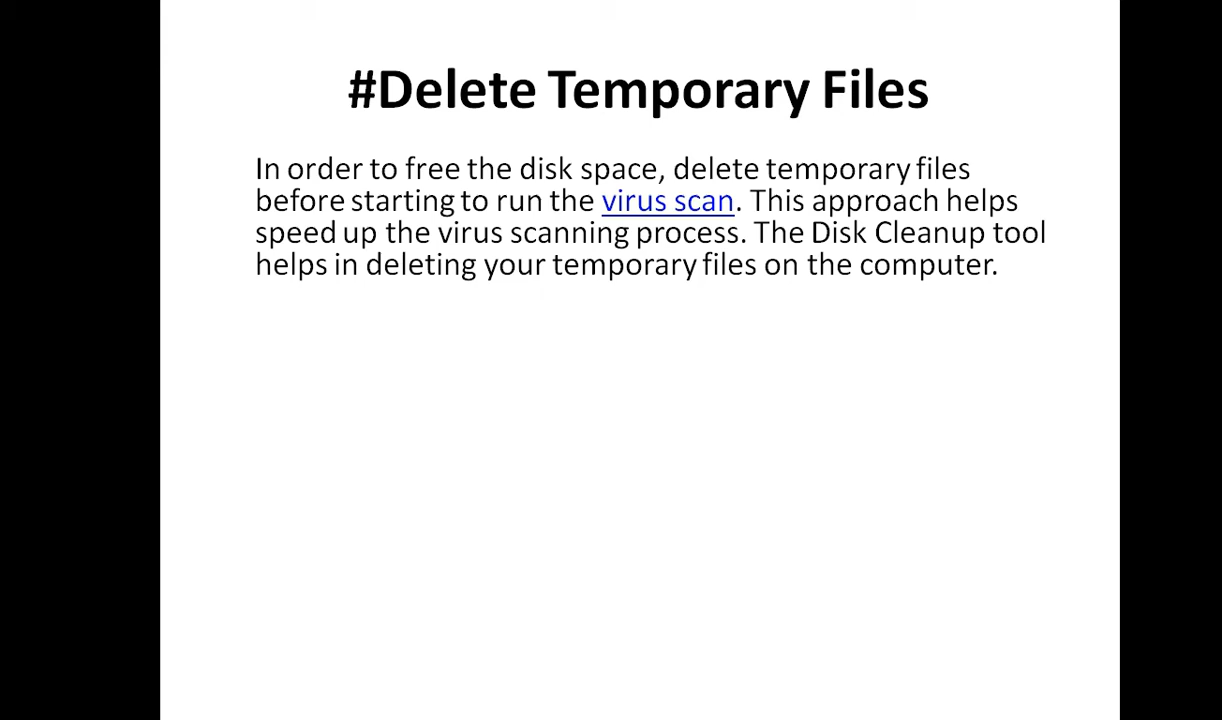 #Delete Temporary Files
In order to free the disk space, delete temporary files
before starting to run the virus scan. This approach helps
speed up the virus scanning process. The Disk Cleanup tool
helps in deleting your temporary files on the computer.